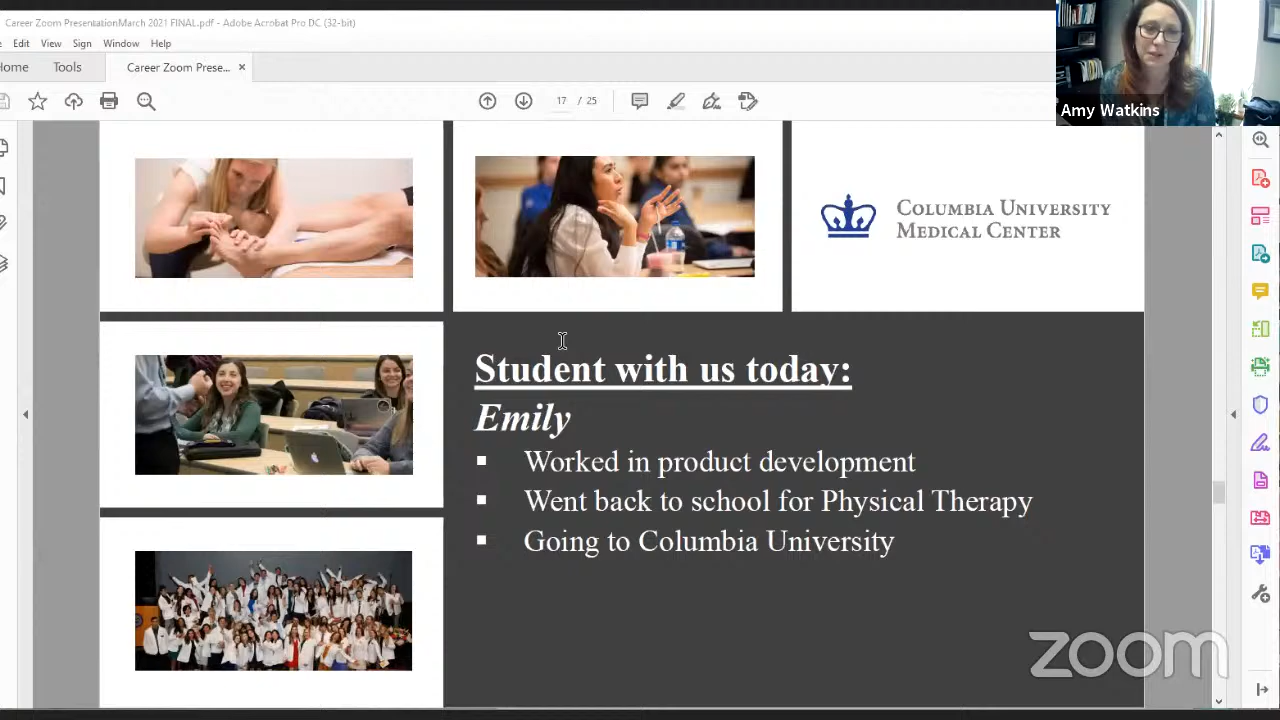 Career Zoom PresentationMarch 2021 FINAL.pdf - Adobe Acrobat Pro DC (32-bit)
Edit View Sign Window Help
ome Tools Career Zoom Prese... ×
17 / 25
Amy Watkins
COLUMBIA UNIVERSITY
MEDICAL CENTER
Student with us today:
Emily
▪ Worked in product development
▪ Went back to school for Physical Therapy
▪ Going to Columbia University
zoom